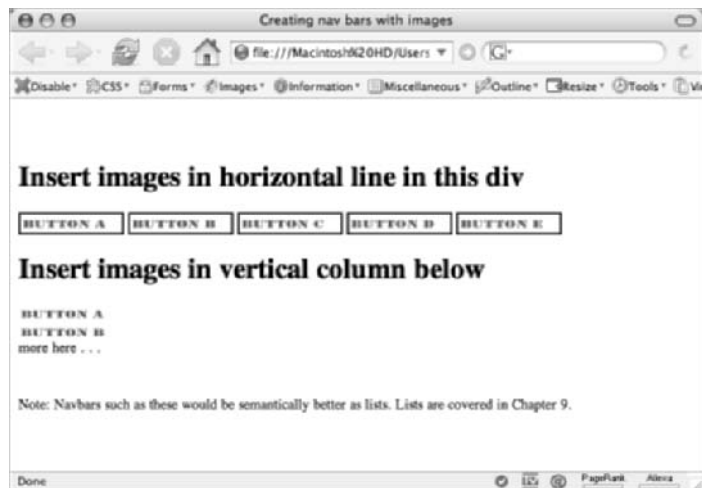 Creating nav bars with images
file:///Macintosh%20HD/Users
G
Disable CSS Forms Images Information Miscellaneous Outline Resize Tools Vi
Insert images in horizontal line in this div
BUTTON A BUTTON B BUTTON C BUTTON D BUTTON E
Insert images in vertical column below
BUTTON A
BUTTON B
more here . . .
Note: Navbars such as these would be semantically better as lists. Lists are covered in Chapter 9.
Done PageRank Alexa